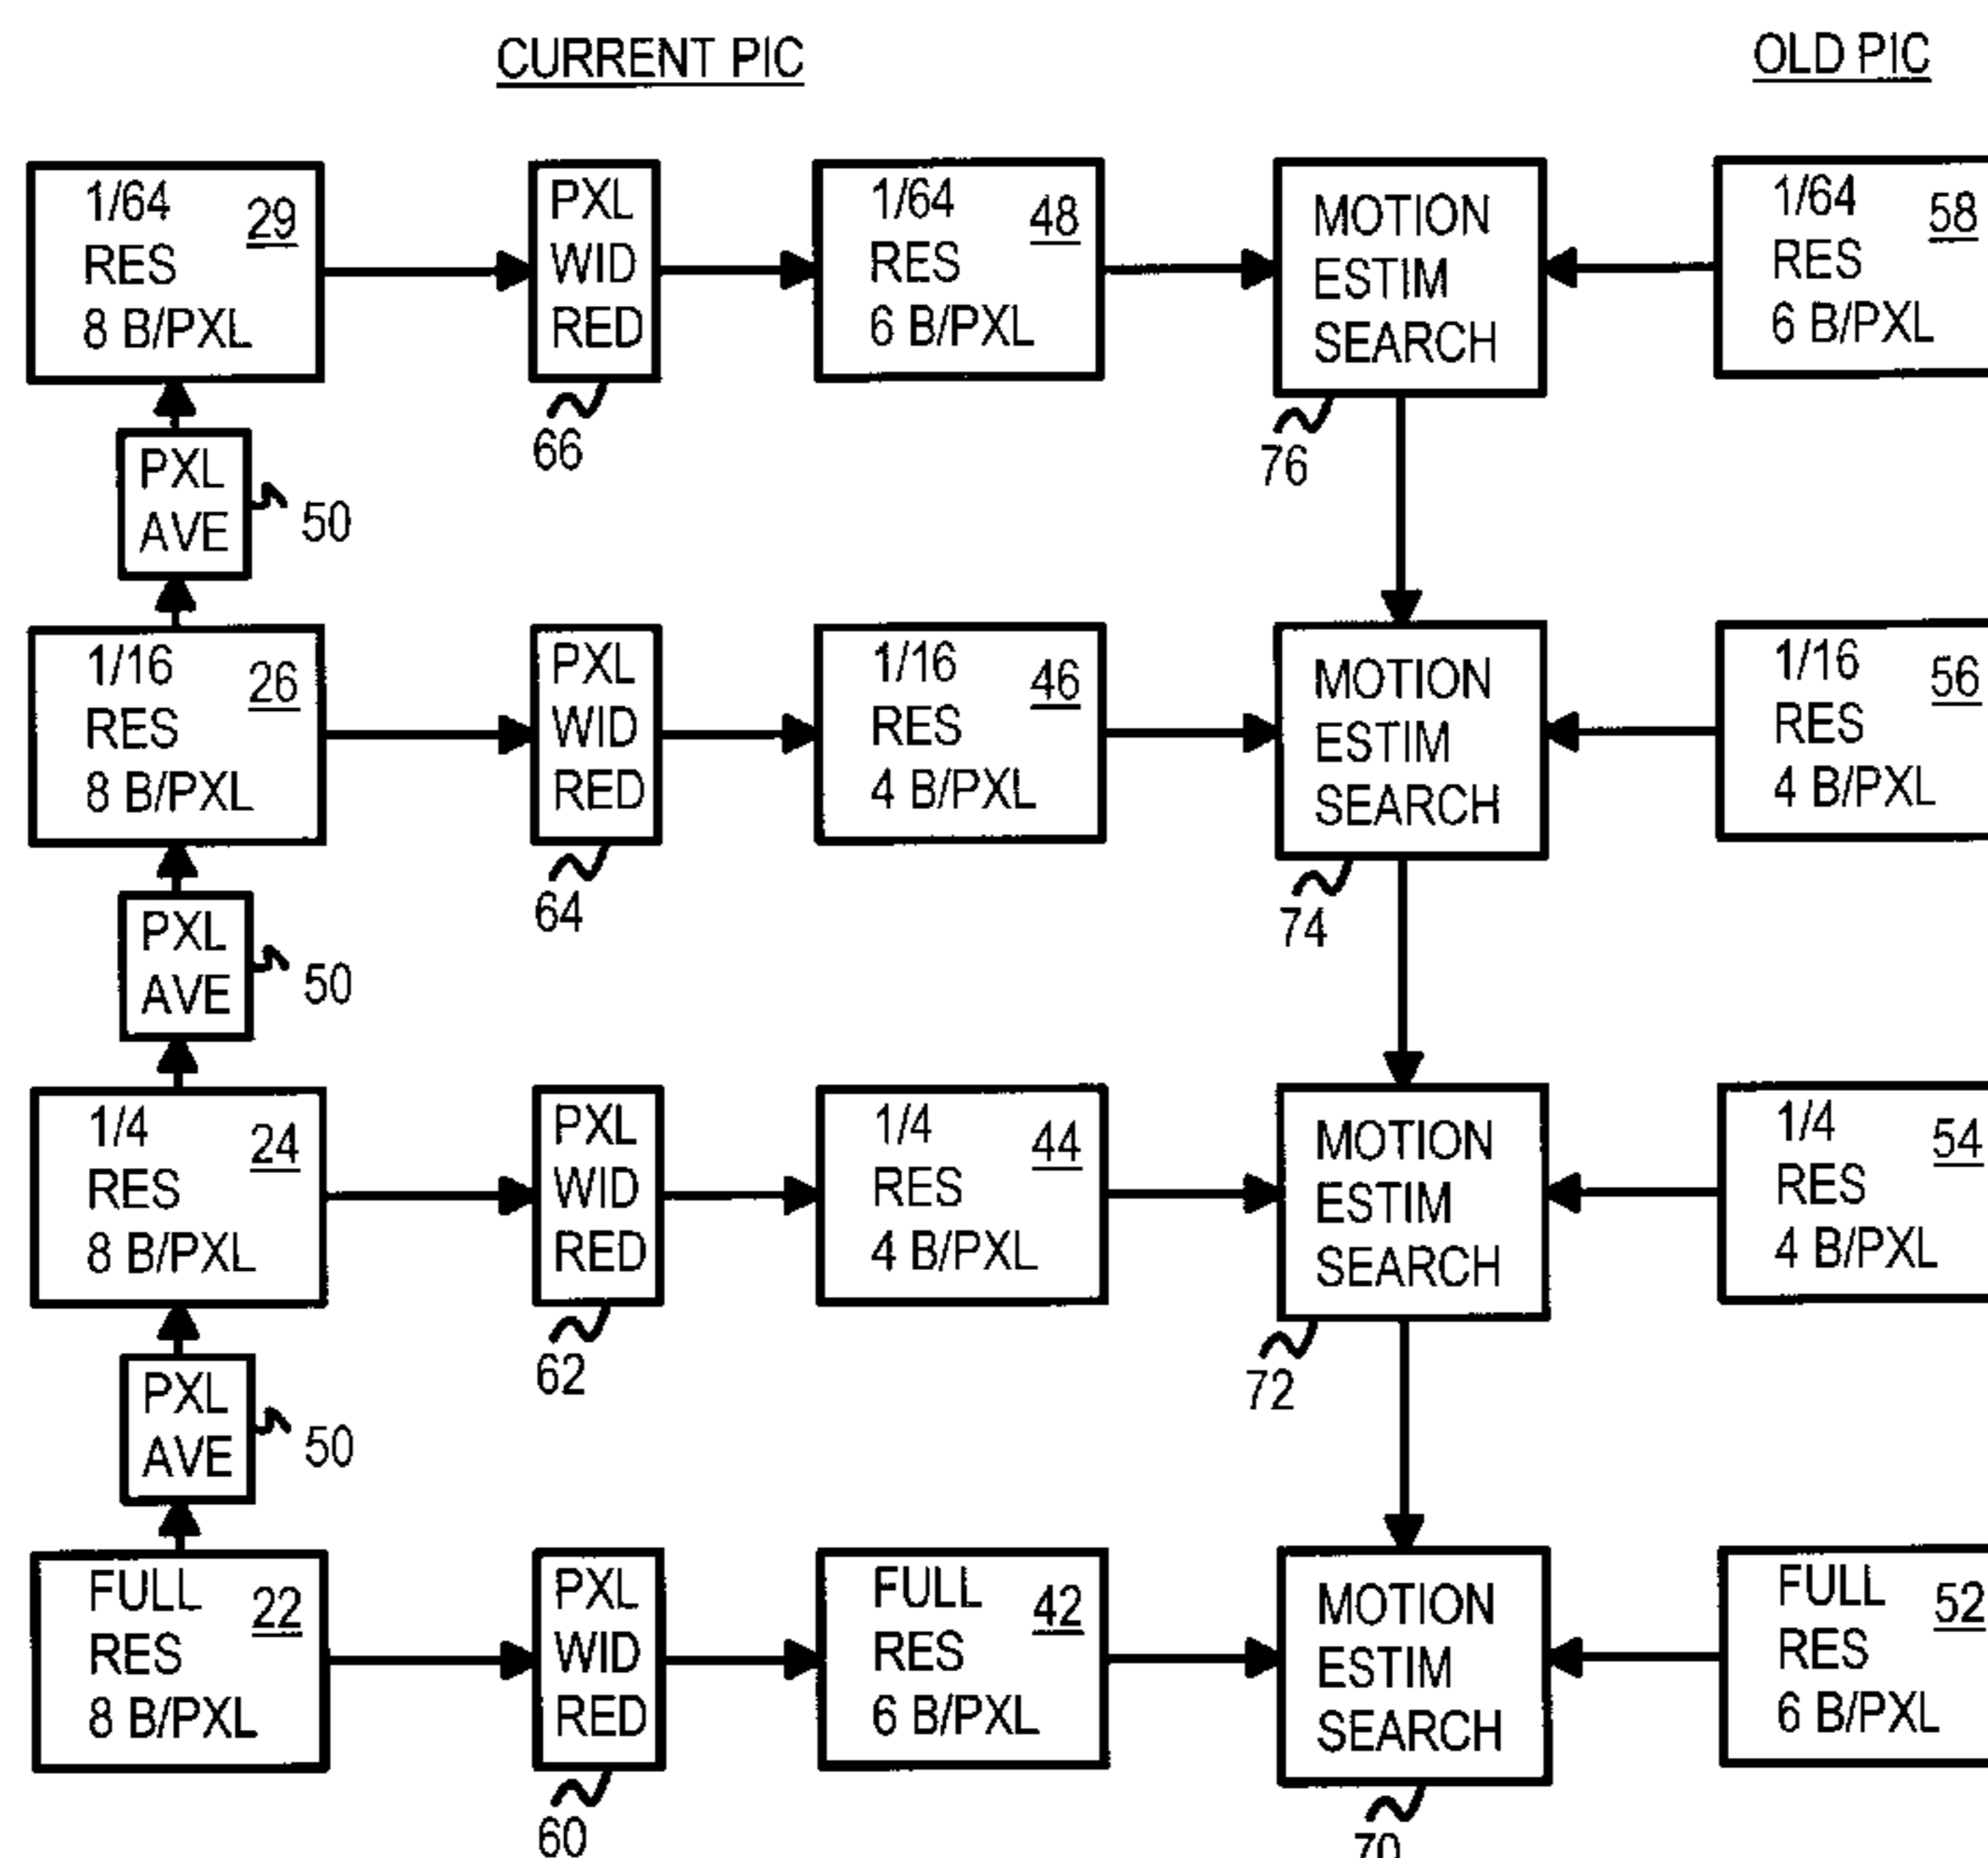 CURRENT PIC
OLD PIC
1/64
RES
8 B/PXL
29
PXL
WID
RED
66
1/64
RES
6 B/PXL
48
MOTION
ESTIM
SEARCH
76
1/64
RES
6 B/PXL
58
PXL
AVE
50
1/16
RES
8 B/PXL
26
PXL
WID
RED
64
1/16
RES
4 B/PXL
46
MOTION
ESTIM
SEARCH
74
1/16
RES
4 B/PXL
56
PXL
AVE
50
1/4
RES
8 B/PXL
24
PXL
WID
RED
62
1/4
RES
4 B/PXL
44
MOTION
ESTIM
SEARCH
72
1/4
RES
4 B/PXL
54
PXL
AVE
50
FULL
RES
8 B/PXL
22
PXL
WID
RED
60
FULL
RES
6 B/PXL
42
MOTION
ESTIM
SEARCH
70
FULL
RES
6 B/PXL
52